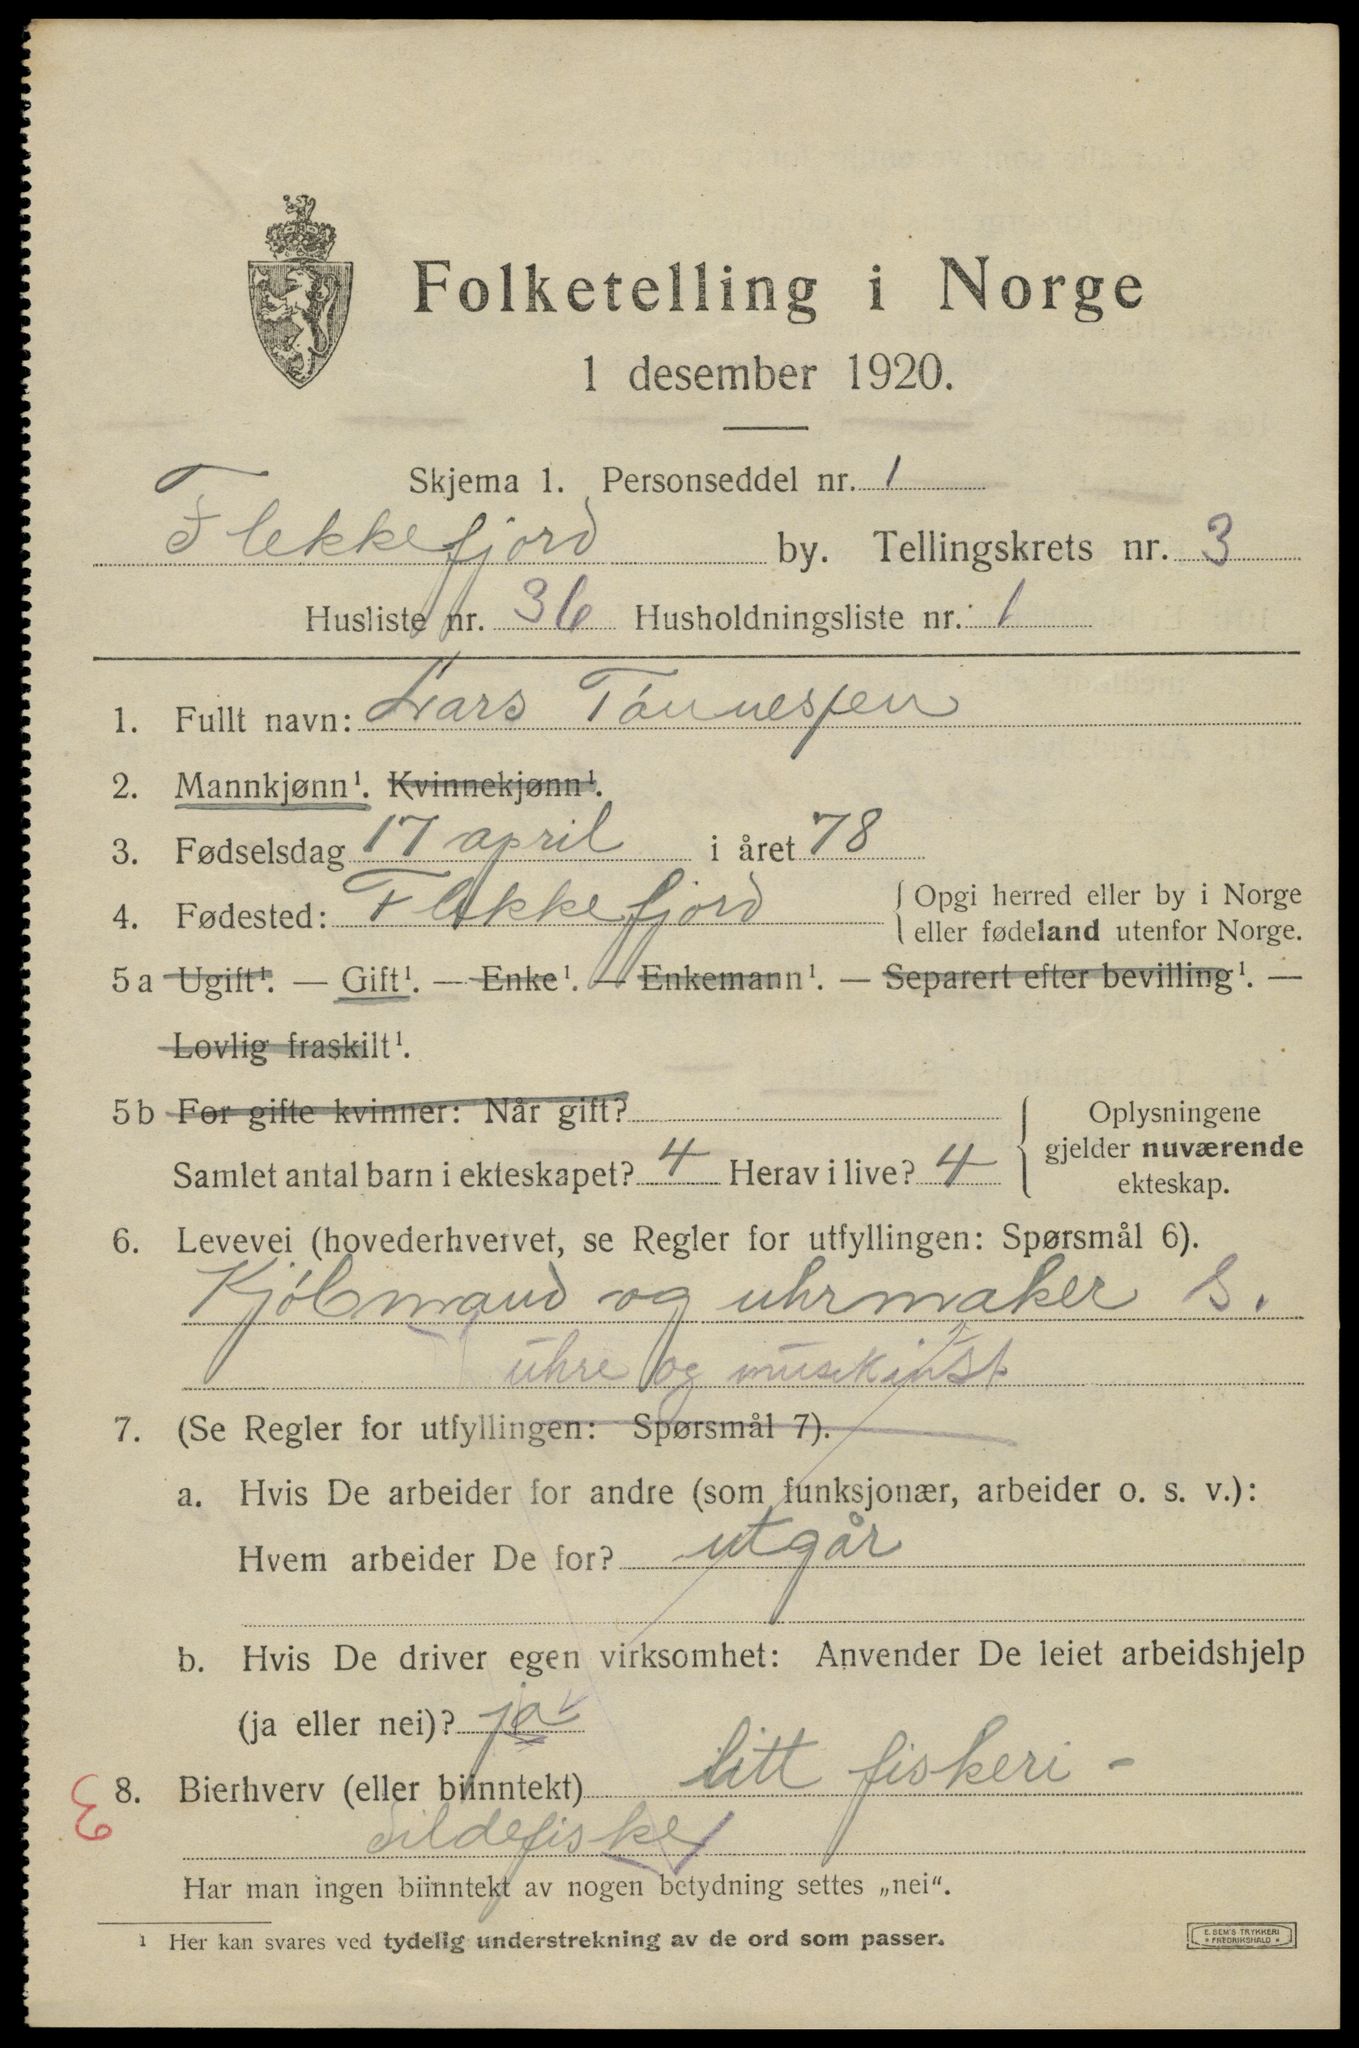 Folketelling i Norge
1 desember 1920.
Skjema 1. Personseddel nr. 1
Flekkefjord by. Tellingskrets nr. 3
Husliste nr. 36 Husholdningsliste nr. 1
1. Fullt navn: Lars Tónnessen
2. Mannkjønn¹. Kvinnekjønn¹.
3. Fødselsdag 17 april i året 78
4. Fødested: Flekkefjord { Opgi herred eller by i Norge
eller fødeland utenfor Norge.
5 a Ugift¹. — Gift¹. — Enke¹. — Enkemann¹. — Separert efter bevilling¹. —
Lovlig fraskilt¹.
5 b For gifte kvinner: Når gift?
Samlet antal barn i ekteskapet? 4 Herav i live? 4
{ Oplysningene
gjelder nuværende
ekteskap.
6. Levevei (hovederhvervet, se Regler for utfyllingen: Spørsmål 6).
Kjóbmand og uhrmaker S.
uhre og musikinst
7. (Se Regler for utfyllingen: Spørsmål 7).
a. Hvis De arbeider for andre (som funksjonær, arbeider o. s. v.):
Hvem arbeider De for? utgår
b. Hvis De driver egen virksomhet: Anvender De leiet arbeidshjelp
(ja eller nei)? ja
8. Bierhverv (eller biinntekt) litt fiskeri -
Sildefiske
3
Har man ingen biinntekt av nogen betydning settes „nei".
¹ Her kan svares ved tydelig understrekning av de ord som passer.
E. SEM'S TRYKKERI
* FREDRIKSHALD *